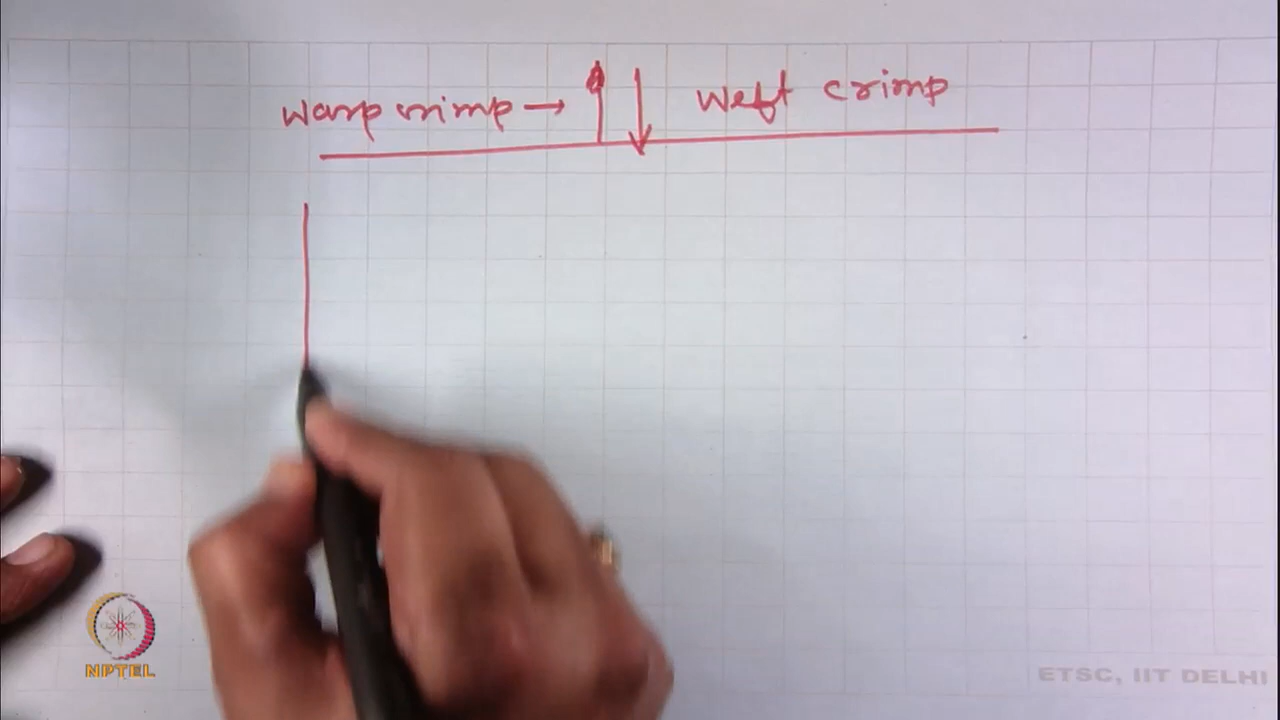 Warp crimp → ↑ ↓ Weft crimp
NPTEL
ETSC, IIT DELHI